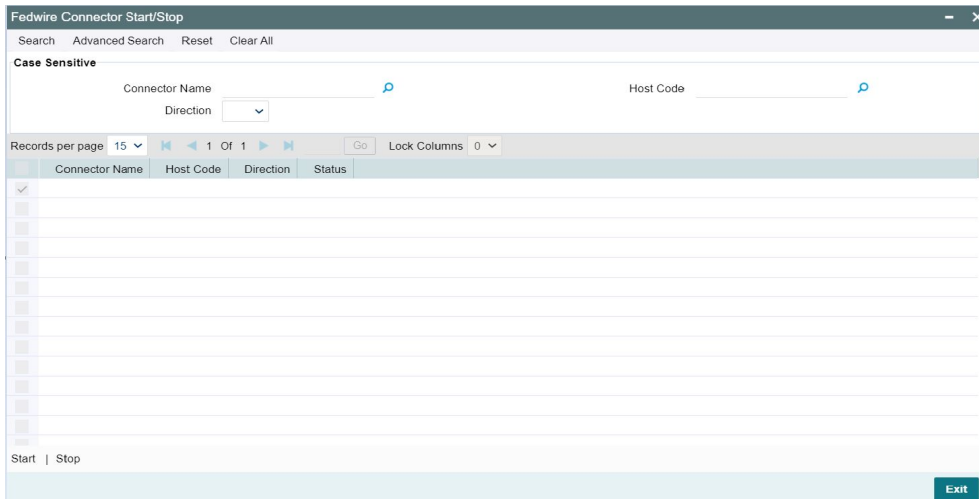 Fedwire Connector Start/Stop
Search Advanced Search Reset Clear All
Case Sensitive
Connector Name Host Code
Direction
Records per page 15 1 Of 1 Go Lock Columns 0
Connector Name Host Code Direction Status
Start | Stop
Exit